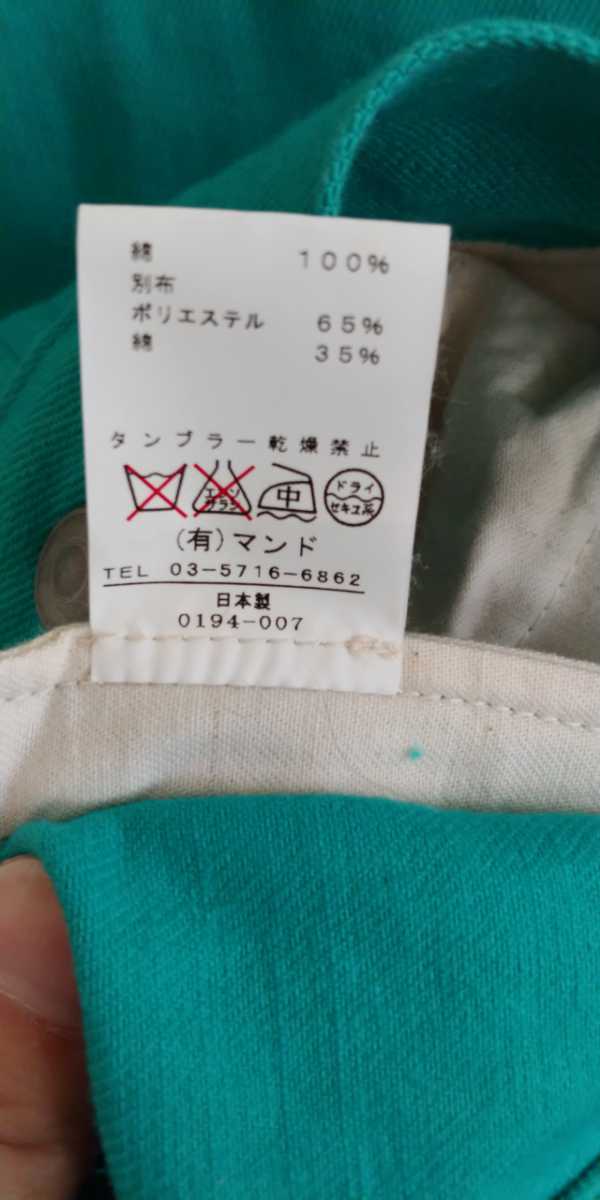 綿 100%
別布
ポリエステル 65%
綿 35%
タンブラー乾燥禁止
エンソ
サラシ
中
ドライ
セキユ系
(有)マンド
TEL 03-5716-6862
日本製
0194-007